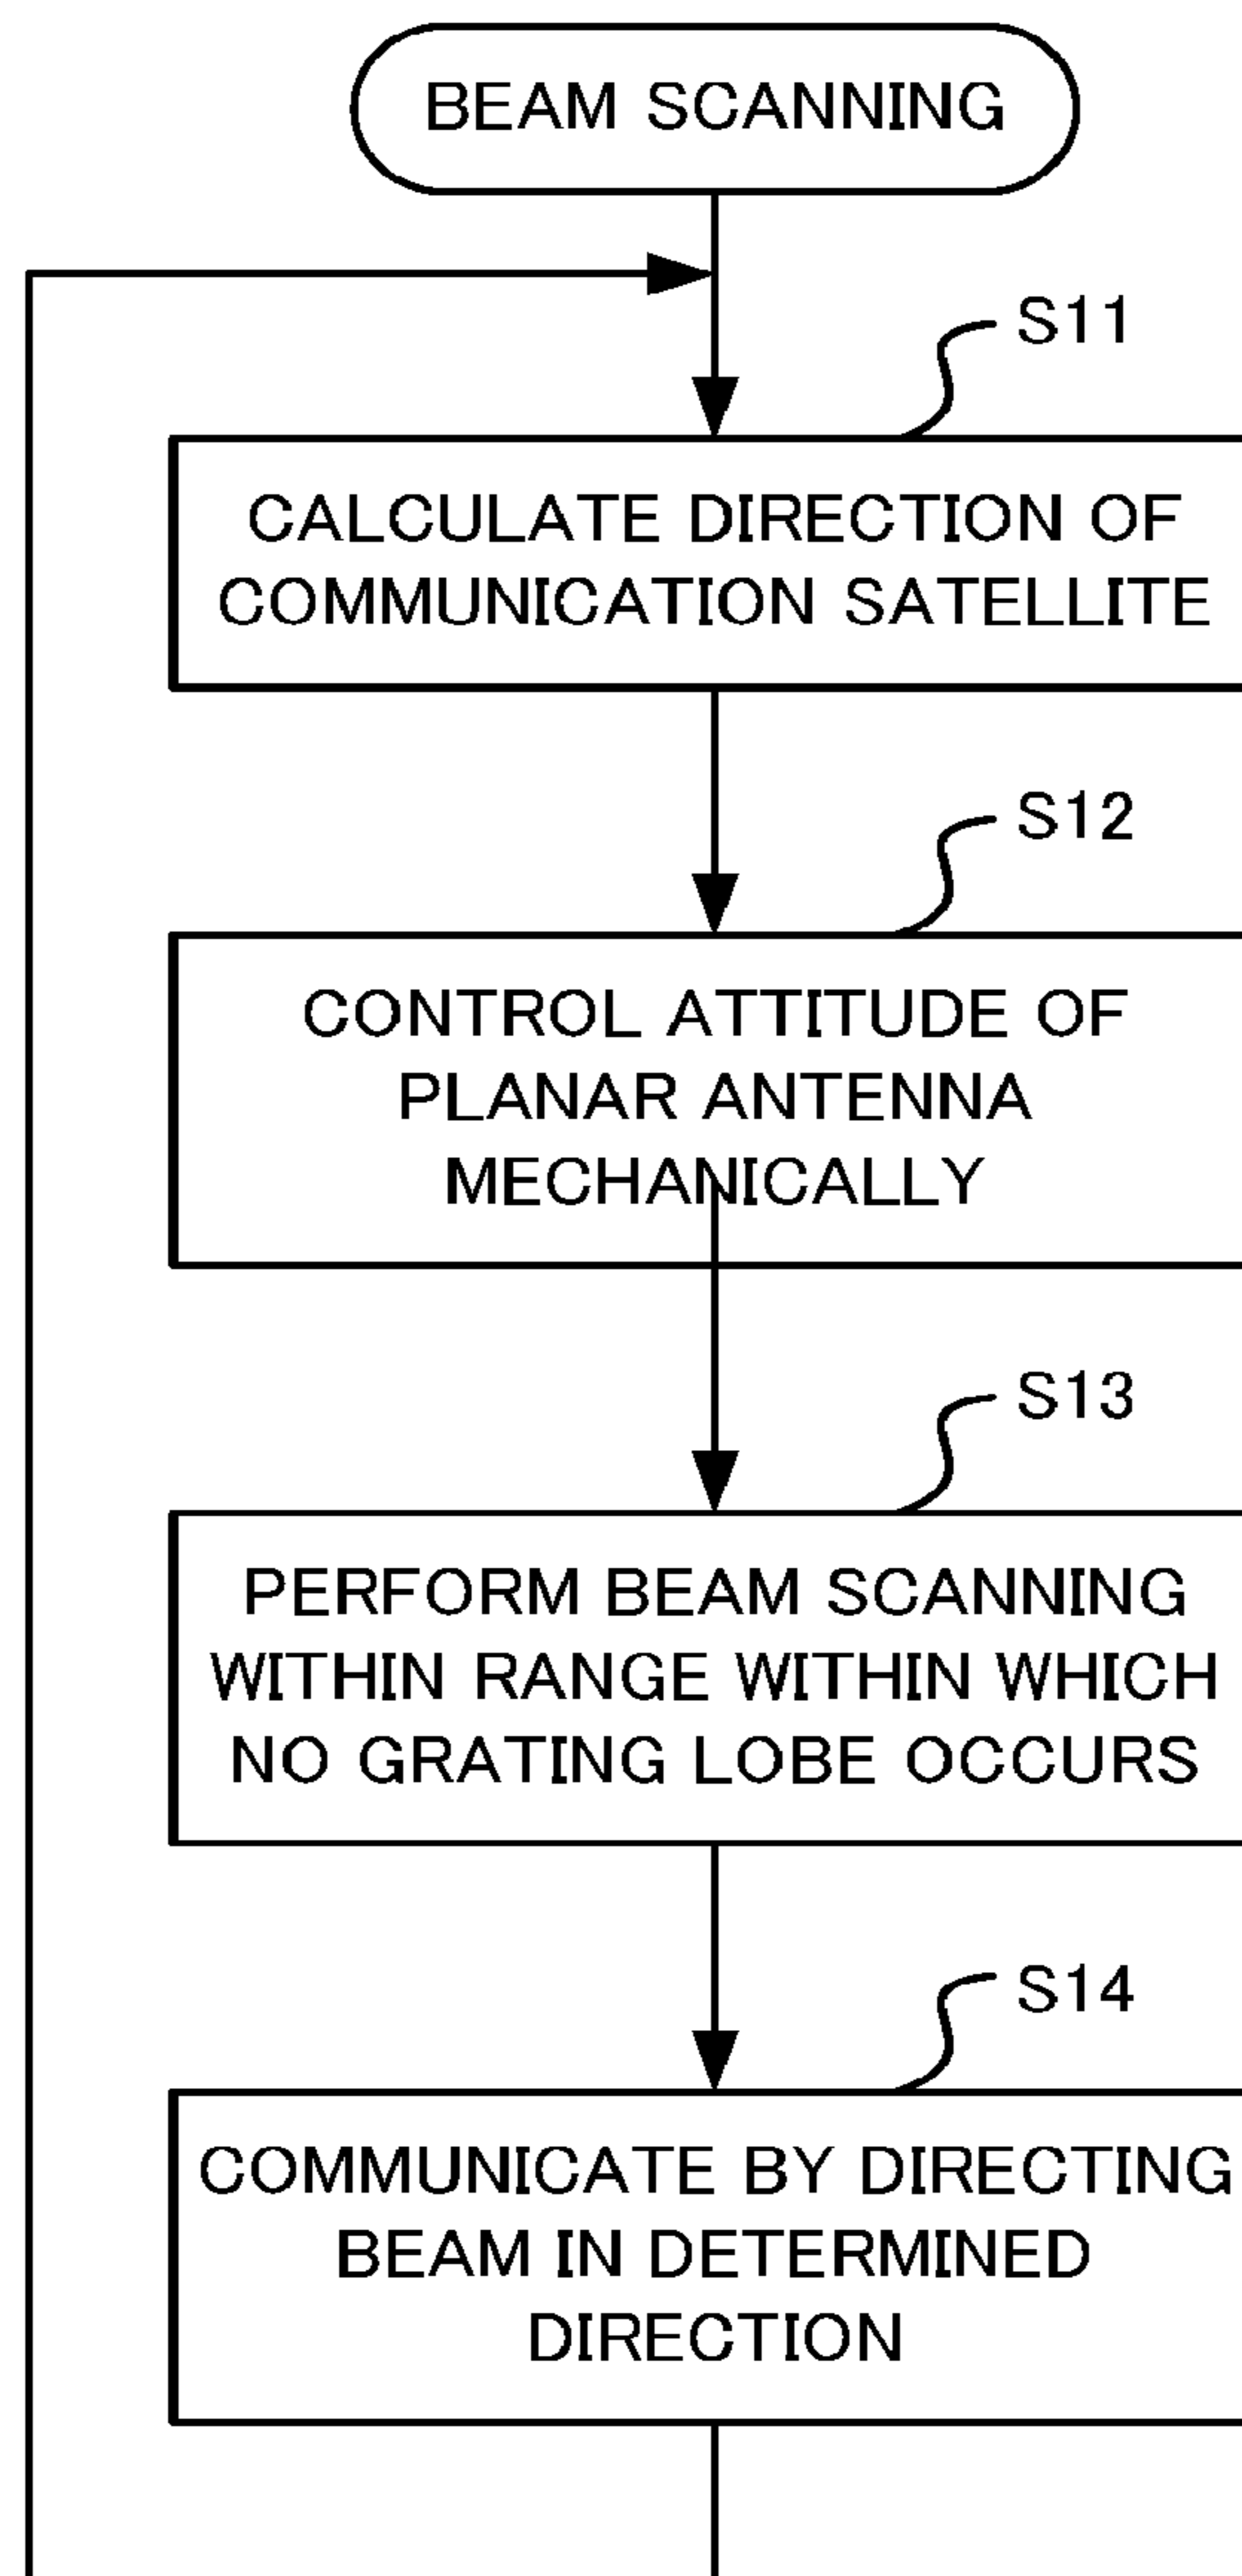 BEAM SCANNING
S11
CALCULATE DIRECTION OF
COMMUNICATION SATELLITE
S12
CONTROL ATTITUDE OF
PLANAR ANTENNA
MECHANICALLY
S13
PERFORM BEAM SCANNING
WITHIN RANGE WITHIN WHICH
NO GRATING LOBE OCCURS
S14
COMMUNICATE BY DIRECTING
BEAM IN DETERMINED
DIRECTION